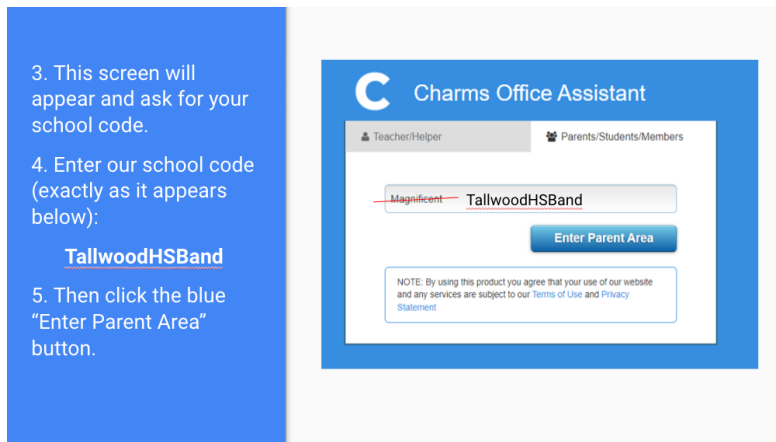 3. This screen will
appear and ask for your
school code.
4. Enter our school code
(exactly as it appears
below):
TallwoodHSBand
5. Then click the blue
“Enter Parent Area”
button.
C Charms Office Assistant
Teacher/Helper Parents/Students/Members
Magnificent TallwoodHSBand
Enter Parent Area
NOTE: By using this product you agree that your use of our website
and any services are subject to our Terms of Use and Privacy
Statement